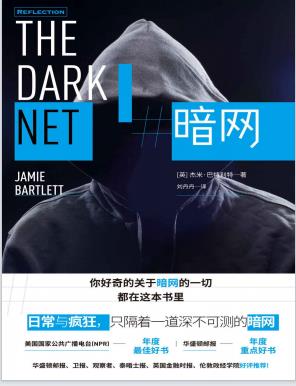 REFLECTION
THE
DARK
NET
#暗网
JAMIE
BARTLETT
[英] 杰米·巴特利特—著
刘丹丹—译
你好奇的关于暗网的一切
都在这本书里
日常与疯狂，只隔着一道深不可测的暗网
美国国家公共广播电台(NPR) 年度最佳好书
华盛顿邮报 年度重点好书
华盛顿邮报、卫报、观察者、泰晤士报、英国金融时报、伦敦政经学院好评推荐！